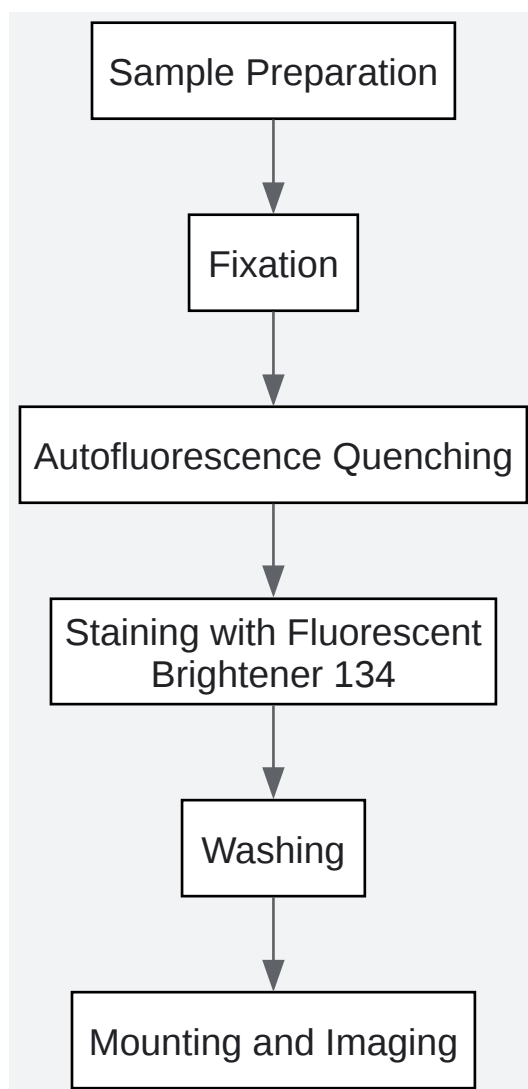 Sample Preparation
Fixation
Autofluorescence Quenching
Staining with Fluorescent
Brightener 134
Washing
Mounting and Imaging